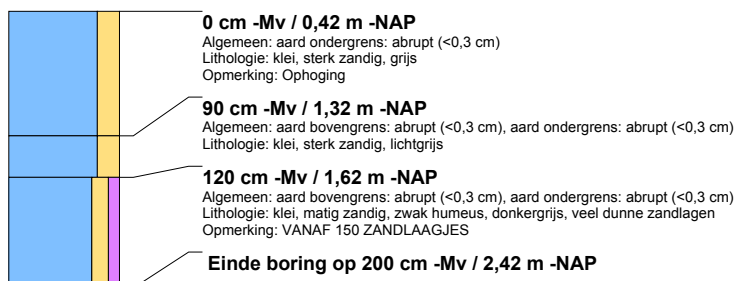 0 cm -Mv / 0,42 m -NAP
Algemeen: aard ondergrens: abrupt (<0,3 cm)
Lithologie: klei, sterk zandig, grijs
Opmerking: Ophoging
90 cm -Mv / 1,32 m -NAP
Algemeen: aard bovengrens: abrupt (<0,3 cm), aard ondergrens: abrupt (<0,3 cm)
Lithologie: klei, sterk zandig, lichtgrijs
120 cm -Mv / 1,62 m -NAP
Algemeen: aard bovengrens: abrupt (<0,3 cm), aard ondergrens: abrupt (<0,3 cm)
Lithologie: klei, matig zandig, zwak humeus, donkergrijs, veel dunne zandlagen
Opmerking: VANAF 150 ZANDLAAGJES
Einde boring op 200 cm -Mv / 2,42 m -NAP